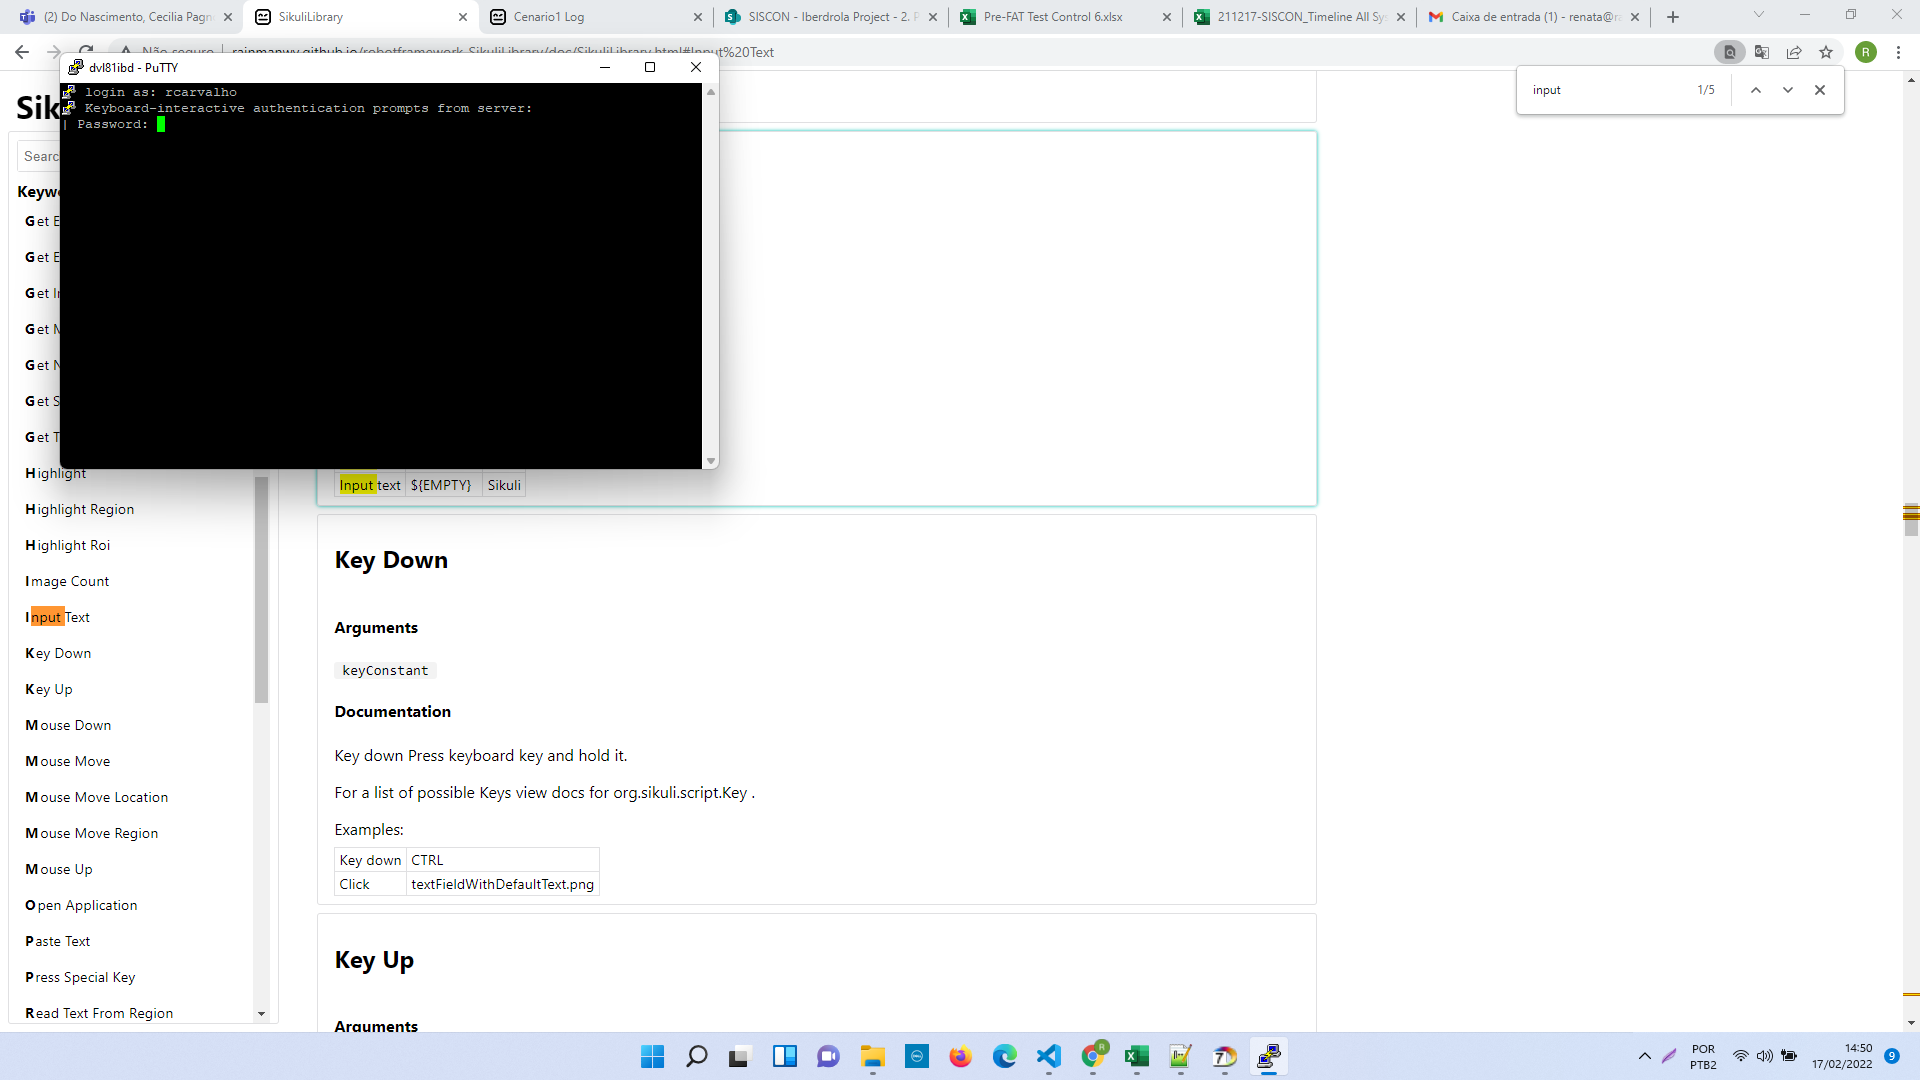 (2) Do Nascimento, Cecilia Pagn
SikuliLibrary
Cenario1 Log
SISCON - Iberdrola Project - 2. P
Pre-FAT Test Control 6.xlsx
211217-SISCON_Timeline All Sy
Caixa de entrada (1) - renata@r
Não seguro
rainmanwy.github.io/robotframework-SikuliLibrary/doc/SikuliLibrary.html#Input%20Text
R
dvl81ibd - PuTTY
login as: rcarvalho
Keyboard-interactive authentication prompts from server:
| Password:
input
1/5
Sik
Searc
Keyw
Get E
Get E
Get I
Get M
Get N
Get S
Get T
Highlight
Highlight Region
Highlight Roi
Image Count
Input Text
Key Down
Key Up
Mouse Down
Mouse Move
Mouse Move Location
Mouse Move Region
Mouse Up
Open Application
Paste Text
Press Special Key
Read Text From Region
Input text ${EMPTY} Sikuli
Key Down
Arguments
keyConstant
Documentation
Key down Press keyboard key and hold it.
For a list of possible Keys view docs for org.sikuli.script.Key .
Examples:
Key down CTRL
Click textFieldWithDefaultText.png
Key Up
Arguments
POR
PTB2
14:50
17/02/2022
9